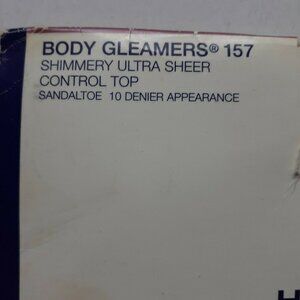 BODY GLEAMERS® 157
SHIMMERY ULTRA SHEER
CONTROL TOP
SANDALTOE 10 DENIER APPEARANCE